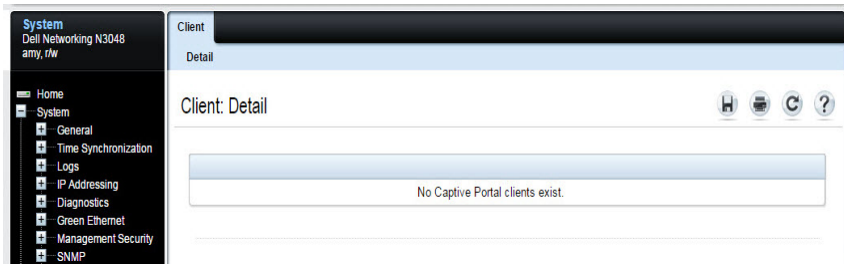 System
Dell Networking N3048
amy, r/w
Home
System
General
Time Synchronization
Logs
IP Addressing
Diagnostics
Green Ethernet
Management Security
SNMP
Client
Detail
Client: Detail
No Captive Portal clients exist.